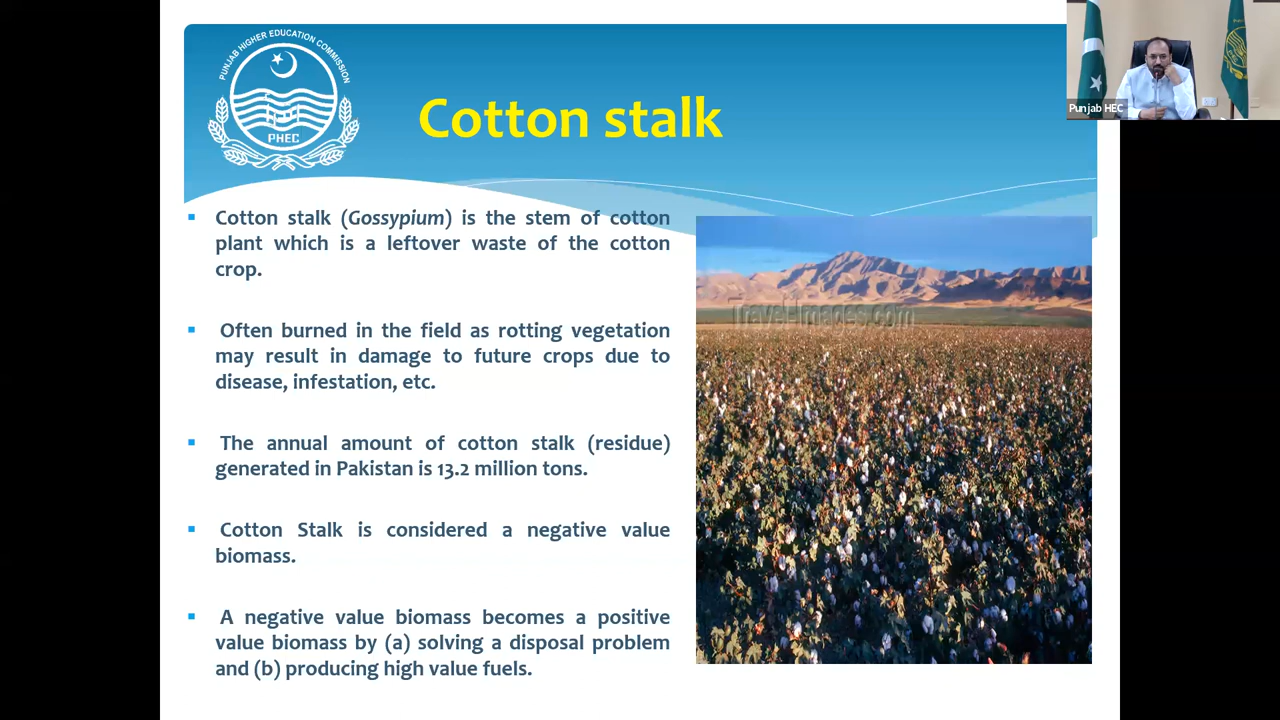 PUNJAB HIGHER EDUCATION COMMISSION
PHEC
Cotton stalk
Punjab HEC
Cotton stalk (Gossypium) is the stem of cotton
plant which is a leftover waste of the cotton
crop.
Often burned in the field as rotting vegetation
may result in damage to future crops due to
disease, infestation, etc.
The annual amount of cotton stalk (residue)
generated in Pakistan is 13.2 million tons.
Cotton Stalk is considered a negative value
biomass.
A negative value biomass becomes a positive
value biomass by (a) solving a disposal problem
and (b) producing high value fuels.
Travel-Images.com